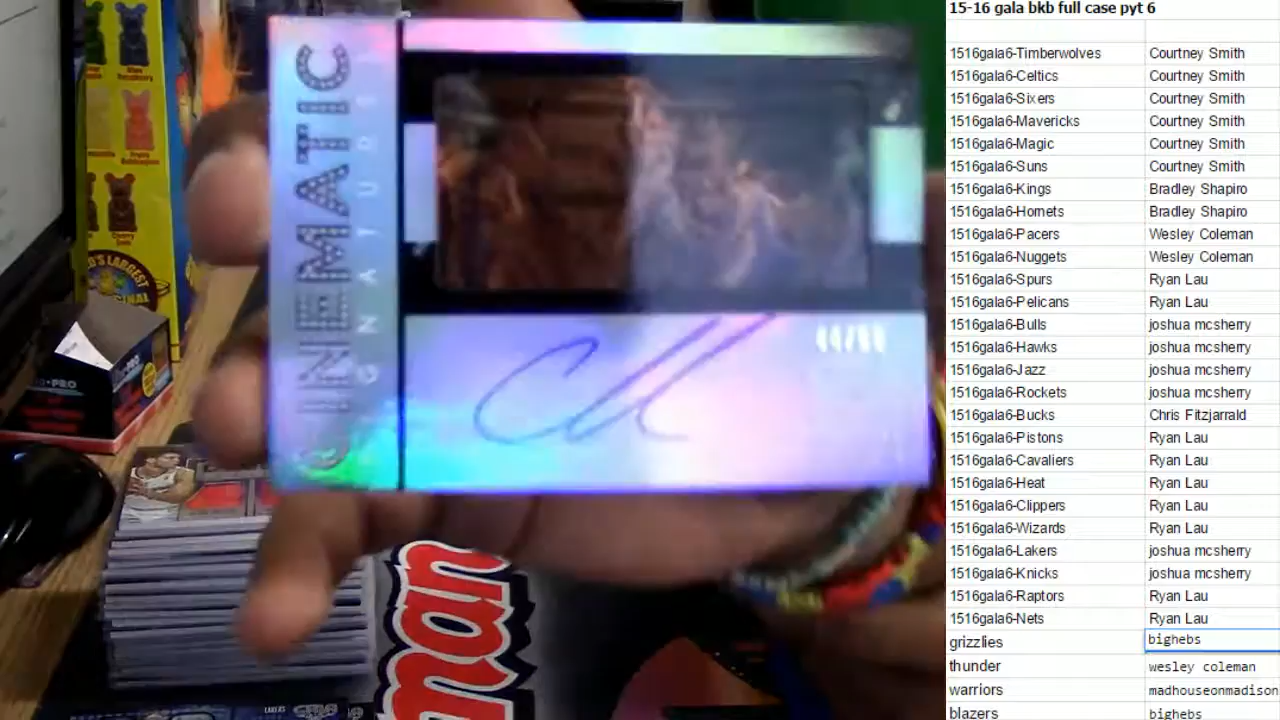 15-16 gala bkb full case pyt 6
1516gala6-Timberwolves Courtney Smith
1516gala6-Celtics Courtney Smith
1516gala6-Sixers Courtney Smith
1516gala6-Mavericks Courtney Smith
1516gala6-Magic Courtney Smith
1516gala6-Suns Courtney Smith
1516gala6-Kings Bradley Shapiro
1516gala6-Hornets Bradley Shapiro
1516gala6-Pacers Wesley Coleman
1516gala6-Nuggets Wesley Coleman
1516gala6-Spurs Ryan Lau
1516gala6-Pelicans Ryan Lau
1516gala6-Bulls joshua mcsherry
1516gala6-Hawks joshua mcsherry
1516gala6-Jazz joshua mcsherry
1516gala6-Rockets joshua mcsherry
1516gala6-Bucks Chris Fitzjarrald
1516gala6-Pistons Ryan Lau
1516gala6-Cavaliers Ryan Lau
1516gala6-Heat Ryan Lau
1516gala6-Clippers Ryan Lau
1516gala6-Wizards Ryan Lau
1516gala6-Lakers joshua mcsherry
1516gala6-Knicks joshua mcsherry
1516gala6-Raptors Ryan Lau
1516gala6-Nets Ryan Lau
grizzlies bighebs
thunder wesley coleman
warriors madhouseonmadison
blazers bighebs
CINEMATIC
man